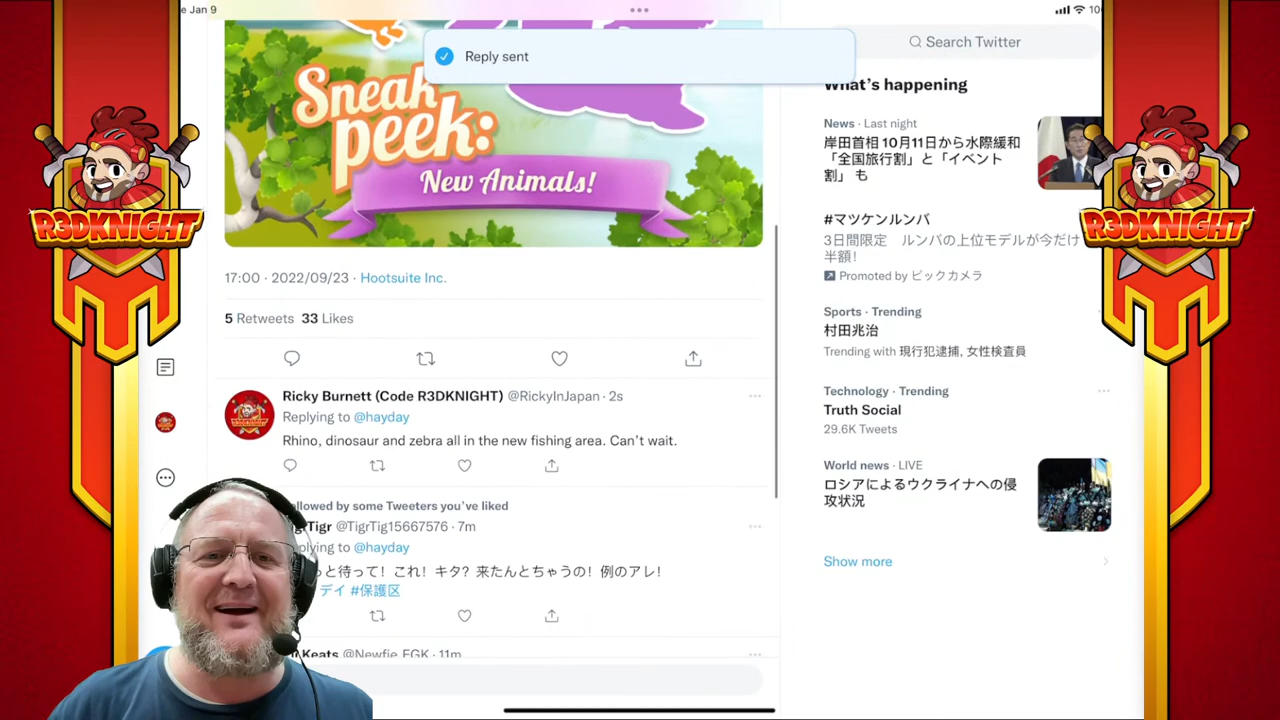 e Jan 9
10
Reply sent
Search Twitter
What's happening
Sneak
peek:
New Animals!
17:00 · 2022/09/23 · Hootsuite Inc.
5 Retweets 33 Likes
Ricky Burnett (Code R3DKNIGHT) @RickyInJapan · 2s
Replying to @hayday
Rhino, dinosaur and zebra all in the new fishing area. Can't wait.
ollowed by some Tweeters you've liked
grTigr @TigrTig15667576 · 7m
plying to @hayday
っと待って! これ! キタ? 来たんとちゃうの! 例のアレ!
デイ #保護区
Keats @Newfie_EGK · 11m
News · Last night
岸田首相 10月11日から水際緩和
「全国旅行割」と「イベント
割」 も
#マツケンルンバ
3日間限定 ルンバの上位モデルが今だけ
半額!
Promoted by ビックカメラ
Sports · Trending
村田兆治
Trending with 現行犯逮捕, 女性検査員
Technology · Trending
Truth Social
29.6K Tweets
World news · LIVE
ロシアによるウクライナへの侵
攻状況
Show more
R3DKNIGHT
R3DKNIGHT